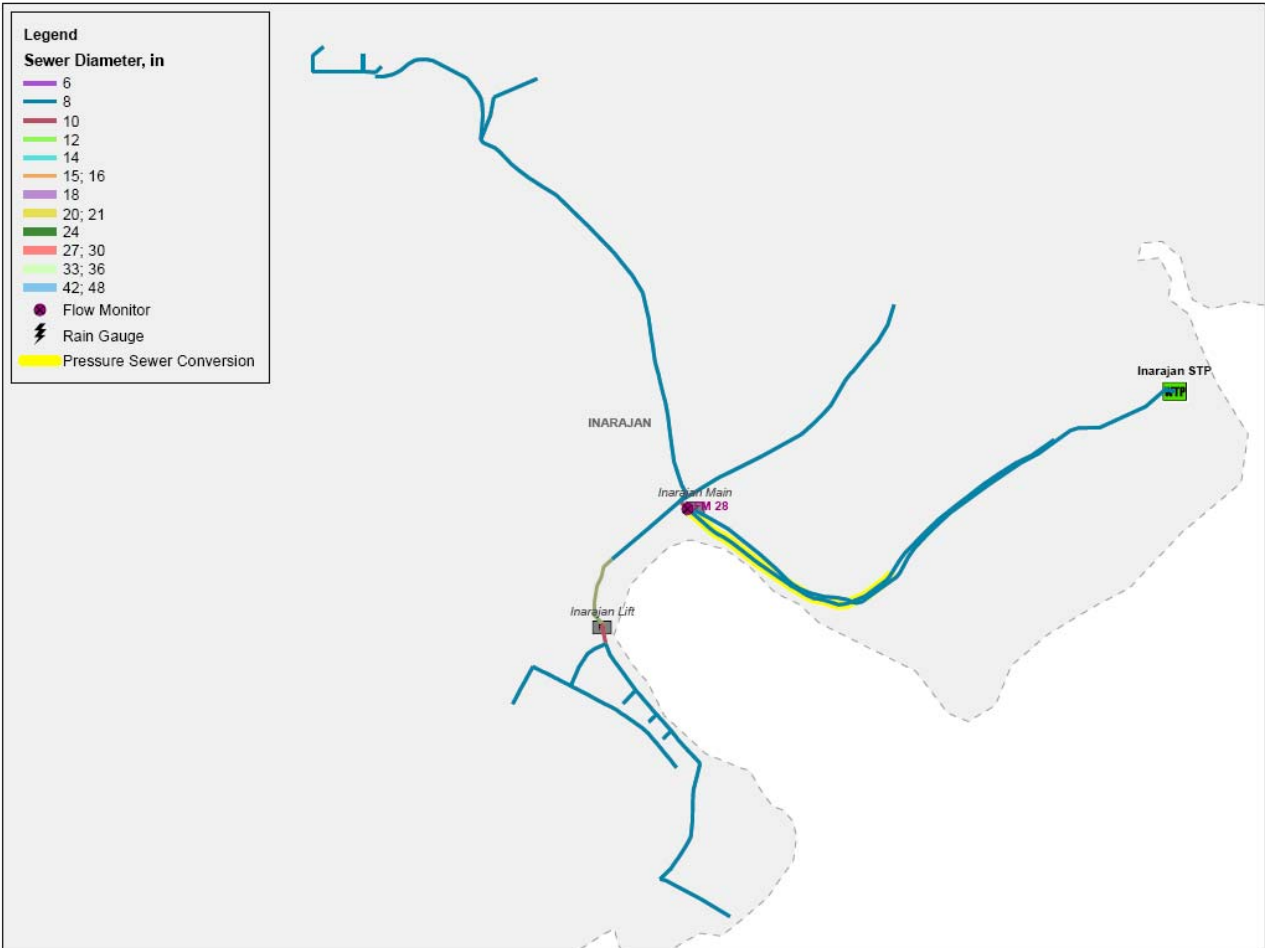 Legend
Sewer Diameter, in
6
8
10
12
14
15; 16
18
20; 21
24
27; 30
33; 36
42; 48
Flow Monitor
Rain Gauge
Pressure Sewer Conversion
Inarajan STP
WTP
INARAJAN
Inarajan Main
FM 28
Inarajan Lift